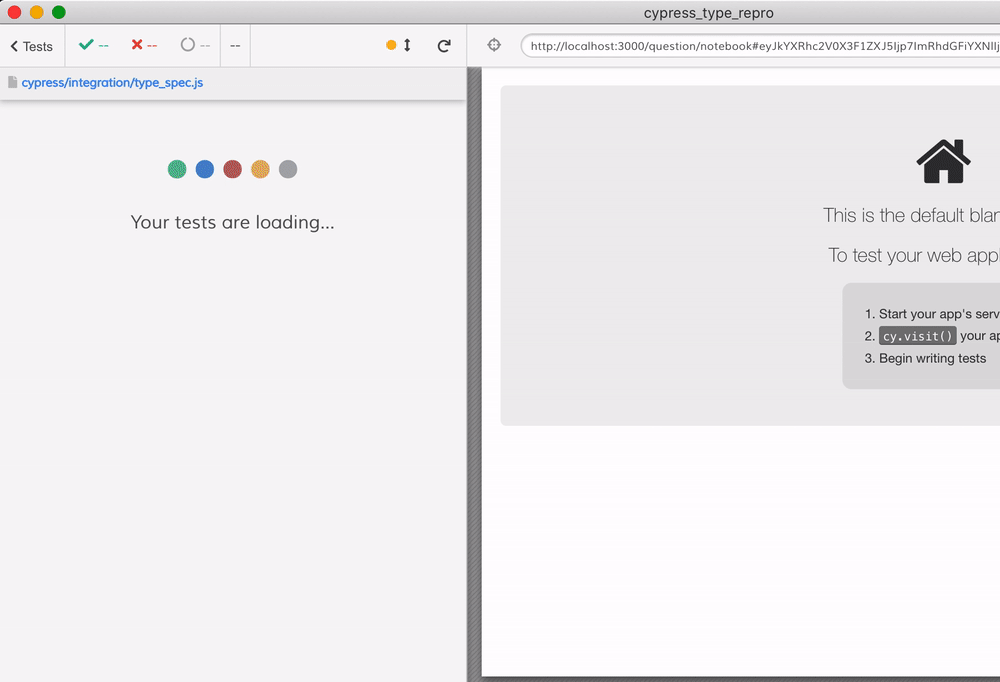 cypress_type_repro
Tests
--
--
--
--
http://localhost:3000/question/notebook#eyJkYXRhc2V0X3F1ZXJ5Ijp7ImRhdGFiYXNlIj
cypress/integration/type_spec.js
Your tests are loading...
This is the default blan
To test your web appl
1. Start your app's serv
2. cy.visit() your ap
3. Begin writing tests